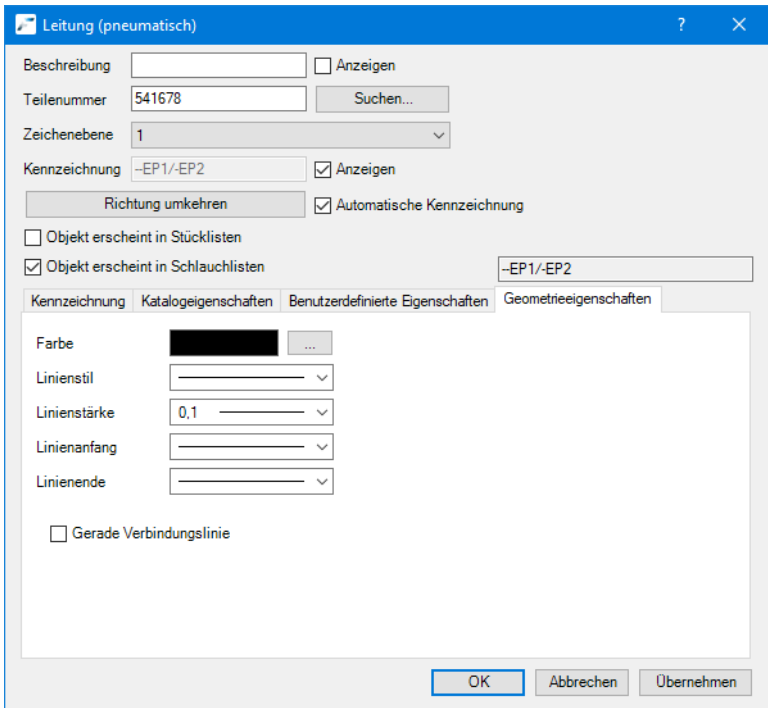 Leitung (pneumatisch) ?
Beschreibung Anzeigen
Teilenummer 541678 Suchen...
Zeichenebene 1
Kennzeichnung --EP1/-EP2 Anzeigen
Richtung umkehren Automatische Kennzeichnung
Objekt erscheint in Stücklisten
Objekt erscheint in Schlauchlisten --EP1/-EP2
Kennzeichnung Katalogeigenschaften Benutzerdefinierte Eigenschaften Geometrieeigenschaften
Farbe ...
Linienstil
Linienstärke 0,1
Linienanfang
Linienende
Gerade Verbindungslinie
OK Abbrechen Übernehmen